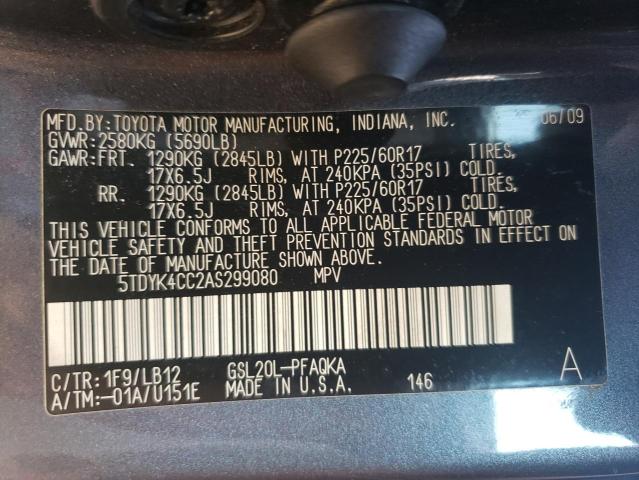 MFD.BY:TOYOTA MOTOR MANUFACTURING, INDIANA, INC. 06/09
GVWR:2580KG (5690LB)
GAWR:FRT. 1290KG (2845LB) WITH P225/60R17 TIRES,
17X6.5J RIMS, AT 240KPA (35PSI) COLD.
RR. 1290KG (2845LB) WITH P225/60R17 TIRES,
17X6.5J RIMS, AT 240KPA (35PSI) COLD.
THIS VEHICLE CONFORMS TO ALL APPLICABLE FEDERAL MOTOR
VEHICLE SAFETY AND THEFT PREVENTION STANDARDS IN EFFECT ON
THE DATE OF MANUFACTURE SHOWN ABOVE.
5TDYK4CC2AS299080 MPV
C/TR:1F9/LB12 GSL20L-PFAQKA A
A/TM:-01A/U151E MADE IN U.S.A. 146